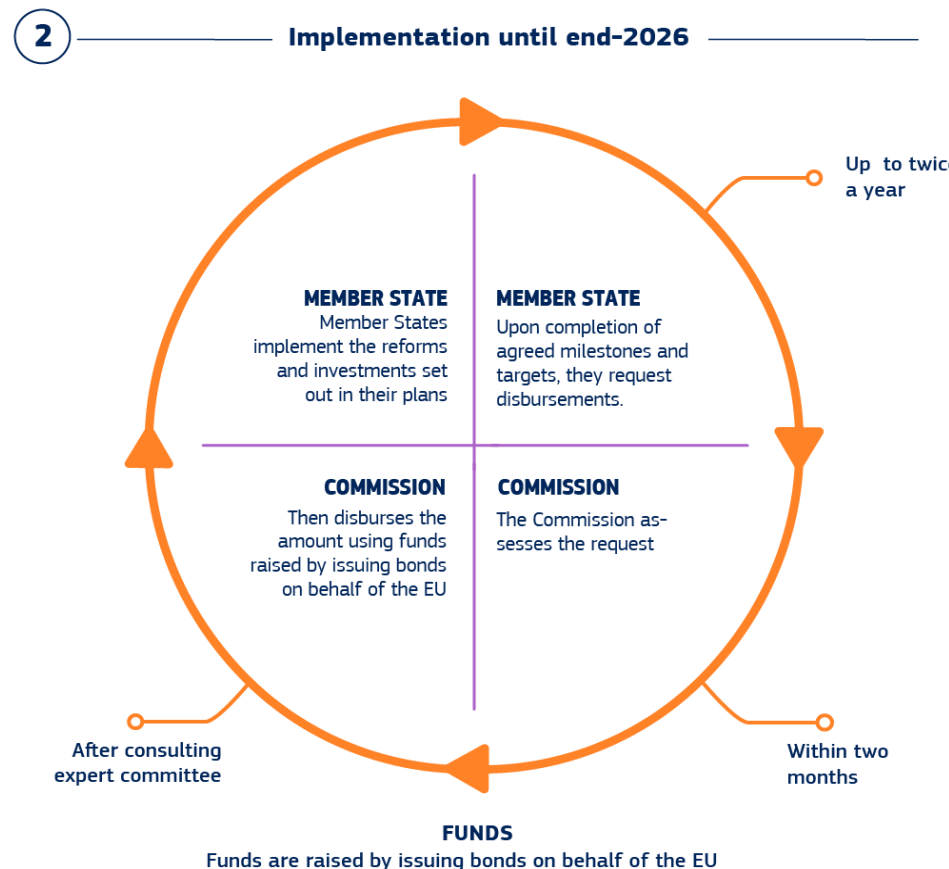 2
Implementation until end-2026
Up to twice
a year
MEMBER STATE
Member States
implement the reforms
and investments set
out in their plans
MEMBER STATE
Upon completion of
agreed milestones and
targets, they request
disbursements.
COMMISSION
Then disburses the
amount using funds
raised by issuing bonds
on behalf of the EU
COMMISSION
The Commission as-
sesses the request
After consulting
expert committee
Within two
months
FUNDS
Funds are raised by issuing bonds on behalf of the EU